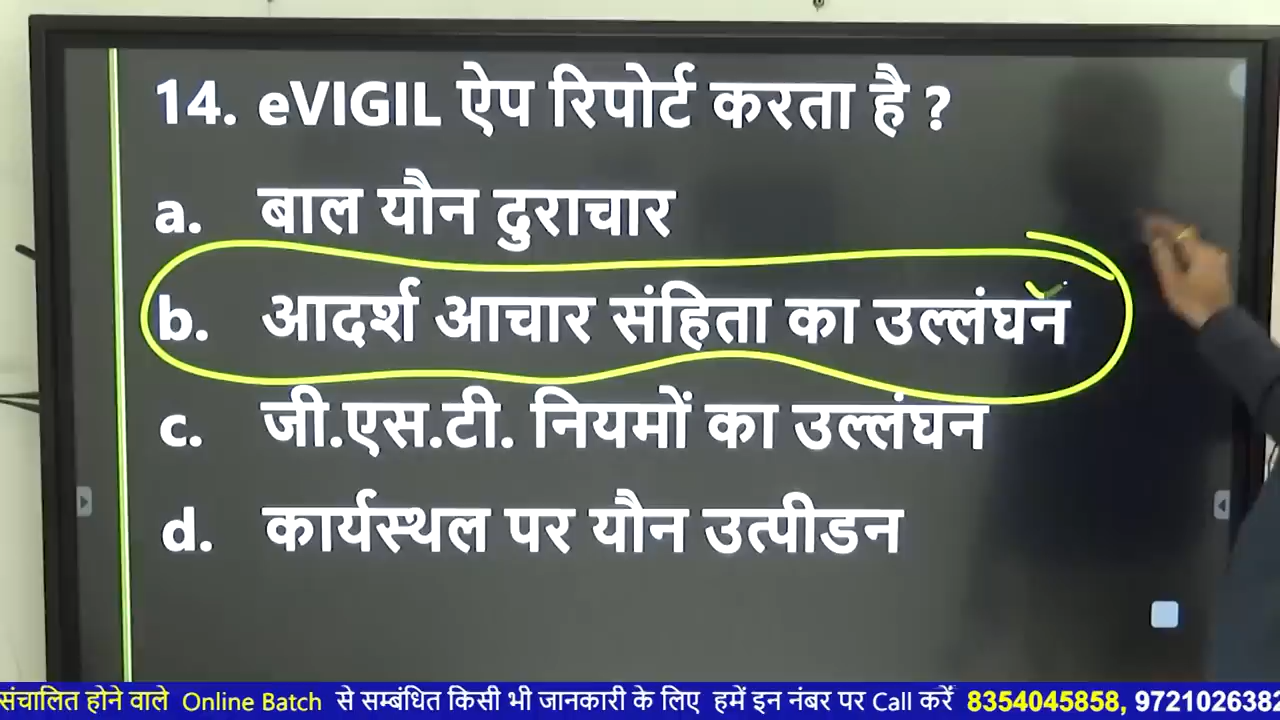 14. eVIGIL ऐप रिपोर्ट करता है ?
a. बाल यौन दुराचार
b. आदर्श आचार संहिता का उल्लंघन
c. जी.एस.टी. नियमों का उल्लंघन
d. कार्यस्थल पर यौन उत्पीडन
संचालित होने वाले Online Batch से सम्बंधित किसी भी जानकारी के लिए हमें इन नंबर पर Call करें 8354045858, 9721026382